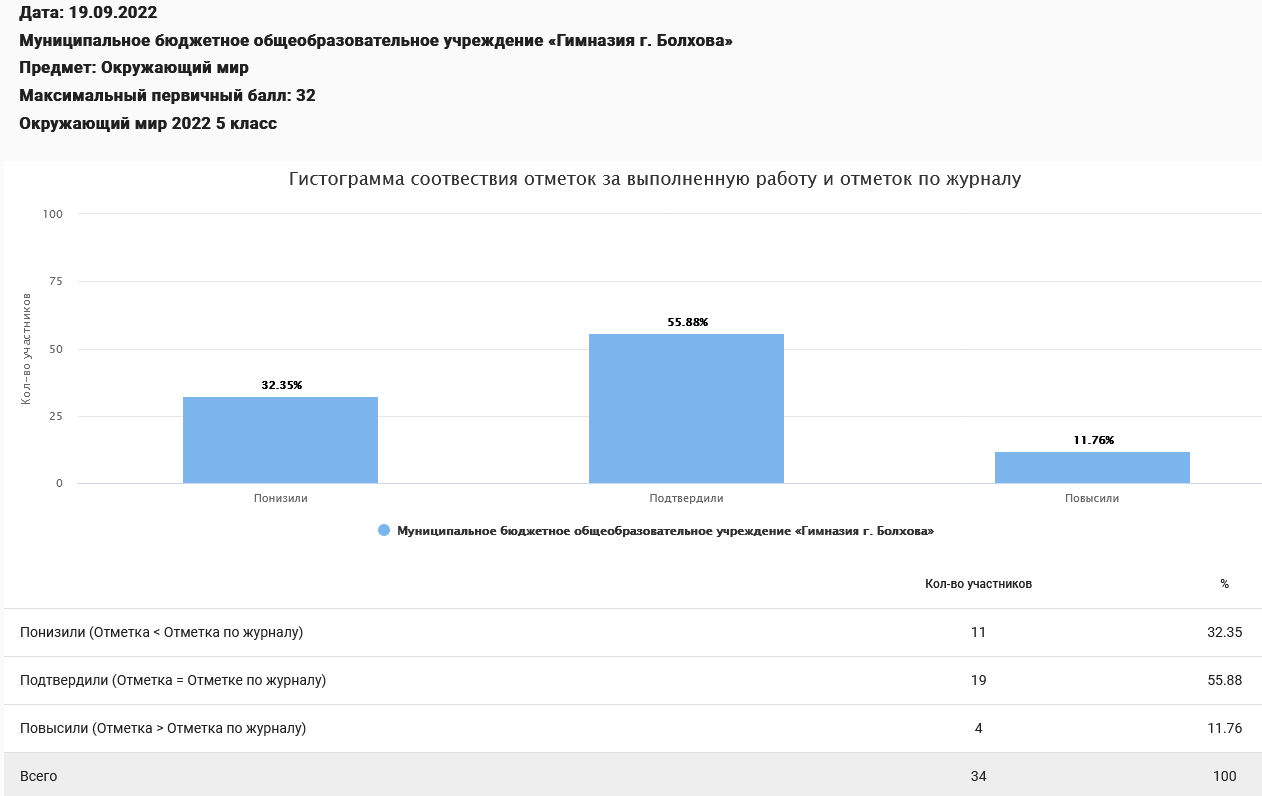 Дата: 19.09.2022
Муниципальное бюджетное общеобразовательное учреждение «Гимназия г. Болхова»
Предмет: Окружающий мир
Максимальный первичный балл: 32
Окружающий мир 2022 5 класс
Гистограмма соотвествия отметок за выполненную работу и отметок по журналу
100
75
50
25
0
Кол-во участников
32.35%
55.88%
11.76%
Понизили
Подтвердили
Повысили
Муниципальное бюджетное общеобразовательное учреждение «Гимназия г. Болхова»
Кол-во участников %
Понизили (Отметка < Отметка по журналу) 11 32.35
Подтвердили (Отметка = Отметке по журналу) 19 55.88
Повысили (Отметка > Отметка по журналу) 4 11.76
Всего 34 100